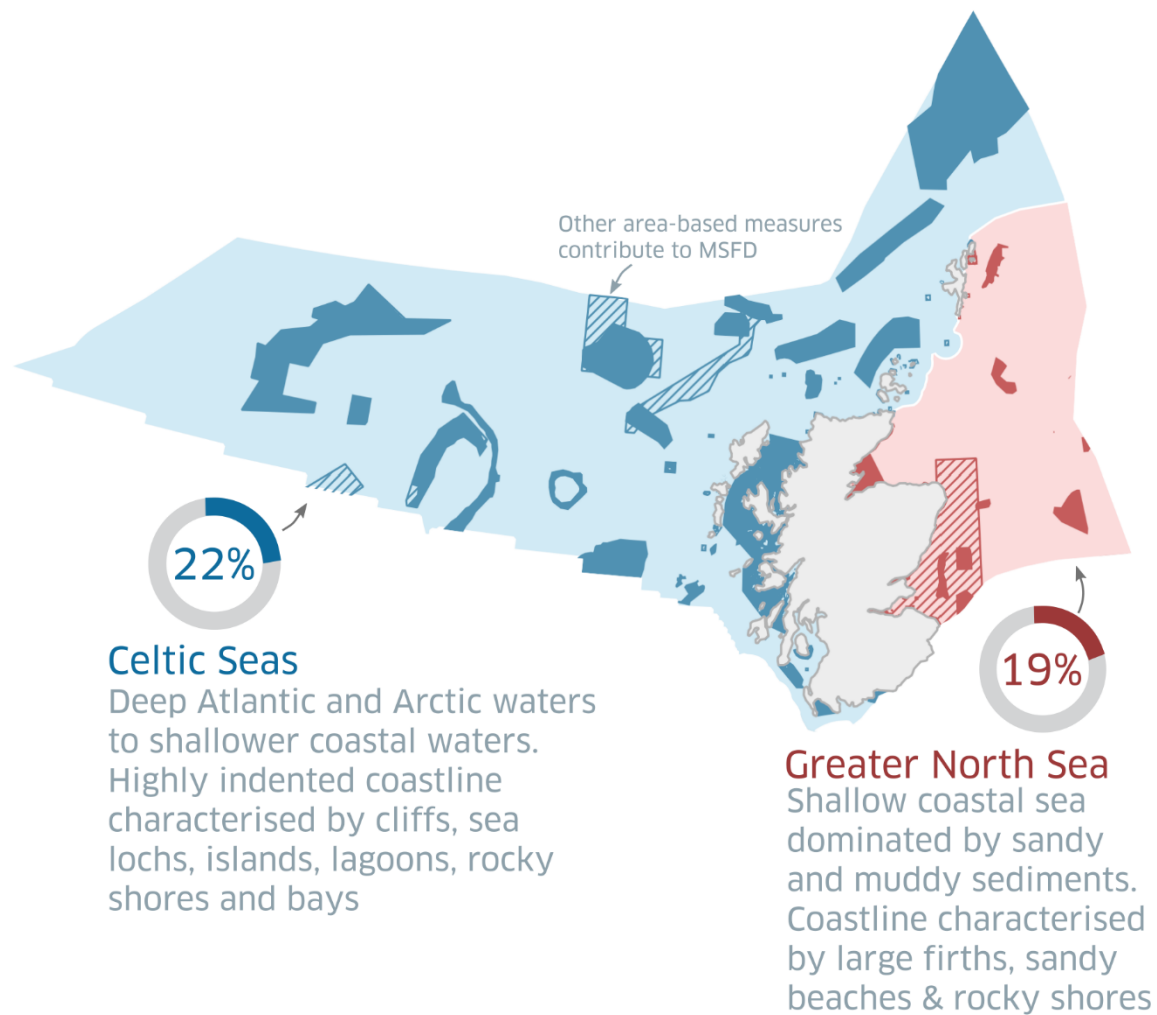 Other area-based measures
contribute to MSFD
22%
Celtic Seas
Deep Atlantic and Arctic waters
to shallower coastal waters.
Highly indented coastline
characterised by cliffs, sea
lochs, islands, lagoons, rocky
shores and bays
19%
Greater North Sea
Shallow coastal sea
dominated by sandy
and muddy sediments.
Coastline characterised
by large firths, sandy
beaches & rocky shores